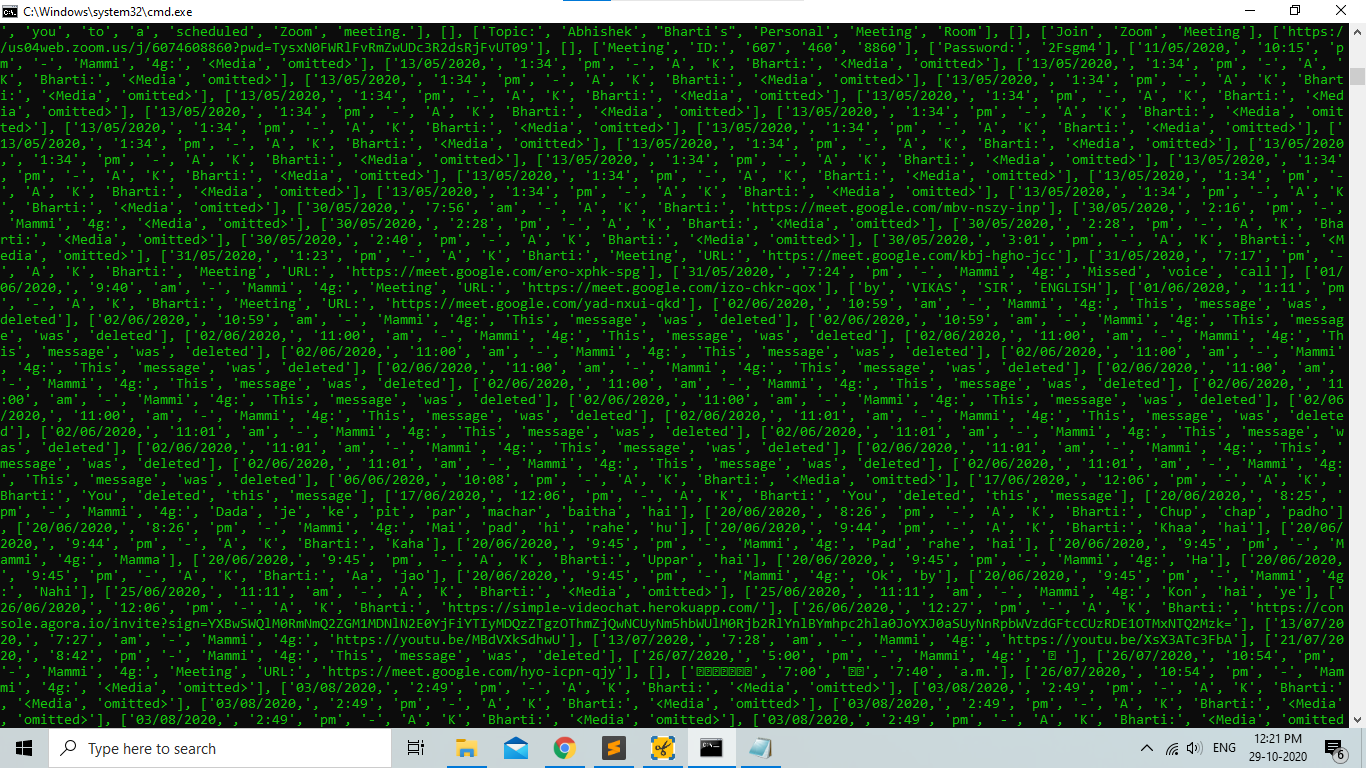 C:\Windows\system32\cmd.exe
', 'you', 'to', 'a', 'scheduled', 'Zoom', 'meeting.'], [], ['Topic:', 'Abhishek', "Bharti's", 'Personal', 'Meeting', 'Room'], [], ['Join', 'Zoom', 'Meeting'], ['https:/
/us04web.zoom.us/j/6074608860?pwd=TysxN0FWRlFvRmZwUDc3R2dsRjFvUT09'], [], ['Meeting', 'ID:', '607', '460', '8860'], ['Password:', '2Fsgm4'], ['11/05/2020,', '10:15', 'p
m', '-', 'Mammi', '4g:', '<Media', 'omitted>'], ['13/05/2020,', '1:34', 'pm', '-', 'A', 'K', 'Bharti:', '<Media', 'omitted>'], ['13/05/2020,', '1:34', 'pm', '-', 'A', '
K', 'Bharti:', '<Media', 'omitted>'], ['13/05/2020,', '1:34', 'pm', '-', 'A', 'K', 'Bharti:', '<Media', 'omitted>'], ['13/05/2020,', '1:34', 'pm', '-', 'A', 'K', 'Bhart
i:', '<Media', 'omitted>'], ['13/05/2020,', '1:34', 'pm', '-', 'A', 'K', 'Bharti:', '<Media', 'omitted>'], ['13/05/2020,', '1:34', 'pm', '-', 'A', 'K', 'Bharti:', '<Med
ia', 'omitted>'], ['13/05/2020,', '1:34', 'pm', '-', 'A', 'K', 'Bharti:', '<Media', 'omitted>'], ['13/05/2020,', '1:34', 'pm', '-', 'A', 'K', 'Bharti:', '<Media', 'omit
ted>'], ['13/05/2020,', '1:34', 'pm', '-', 'A', 'K', 'Bharti:', '<Media', 'omitted>'], ['13/05/2020,', '1:34', 'pm', '-', 'A', 'K', 'Bharti:', '<Media', 'omitted>'], ['
13/05/2020,', '1:34', 'pm', '-', 'A', 'K', 'Bharti:', '<Media', 'omitted>'], ['13/05/2020,', '1:34', 'pm', '-', 'A', 'K', 'Bharti:', '<Media', 'omitted>'], ['13/05/2020
,', '1:34', 'pm', '-', 'A', 'K', 'Bharti:', '<Media', 'omitted>'], ['13/05/2020,', '1:34', 'pm', '-', 'A', 'K', 'Bharti:', '<Media', 'omitted>'], ['13/05/2020,', '1:34'
, 'pm', '-', 'A', 'K', 'Bharti:', '<Media', 'omitted>'], ['13/05/2020,', '1:34', 'pm', '-', 'A', 'K', 'Bharti:', '<Media', 'omitted>'], ['13/05/2020,', '1:34', 'pm', '-
', 'A', 'K', 'Bharti:', '<Media', 'omitted>'], ['13/05/2020,', '1:34', 'pm', '-', 'A', 'K', 'Bharti:', '<Media', 'omitted>'], ['13/05/2020,', '1:34', 'pm', '-', 'A', 'K
', 'Bharti:', '<Media', 'omitted>'], ['30/05/2020,', '7:56', 'am', '-', 'A', 'K', 'Bharti:', 'https://meet.google.com/mbv-nszy-inp'], ['30/05/2020,', '2:16', 'pm', '-',
'Mammi', '4g:', '<Media', 'omitted>'], ['30/05/2020,', '2:28', 'pm', '-', 'A', 'K', 'Bharti:', '<Media', 'omitted>'], ['30/05/2020,', '2:28', 'pm', '-', 'A', 'K', 'Bha
rti:', '<Media', 'omitted>'], ['30/05/2020,', '2:40', 'pm', '-', 'A', 'K', 'Bharti:', '<Media', 'omitted>'], ['30/05/2020,', '3:01', 'pm', '-', 'A', 'K', 'Bharti:', '<M
edia', 'omitted>'], ['31/05/2020,', '1:23', 'pm', '-', 'A', 'K', 'Bharti:', 'Meeting', 'URL:', 'https://meet.google.com/kbj-hgho-jcc'], ['31/05/2020,', '7:17', 'pm', '-
', 'A', 'K', 'Bharti:', 'Meeting', 'URL:', 'https://meet.google.com/ero-xphk-spg'], ['31/05/2020,', '7:24', 'pm', '-', 'Mammi', '4g:', 'Missed', 'voice', 'call'], ['01/
06/2020,', '9:40', 'am', '-', 'Mammi', '4g:', 'Meeting', 'URL:', 'https://meet.google.com/izo-chkr-qox'], ['by', 'VIKAS', 'SIR', 'ENGLISH'], ['01/06/2020,', '1:11', 'pm
', '-', 'A', 'K', 'Bharti:', 'Meeting', 'URL:', 'https://meet.google.com/yad-nxui-qkd'], ['02/06/2020,', '10:59', 'am', '-', 'Mammi', '4g:', 'This', 'message', 'was', '
deleted'], ['02/06/2020,', '10:59', 'am', '-', 'Mammi', '4g:', 'This', 'message', 'was', 'deleted'], ['02/06/2020,', '10:59', 'am', '-', 'Mammi', '4g:', 'This', 'messag
e', 'was', 'deleted'], ['02/06/2020,', '11:00', 'am', '-', 'Mammi', '4g:', 'This', 'message', 'was', 'deleted'], ['02/06/2020,', '11:00', 'am', '-', 'Mammi', '4g:', 'Th
is', 'message', 'was', 'deleted'], ['02/06/2020,', '11:00', 'am', '-', 'Mammi', '4g:', 'This', 'message', 'was', 'deleted'], ['02/06/2020,', '11:00', 'am', '-', 'Mammi'
, '4g:', 'This', 'message', 'was', 'deleted'], ['02/06/2020,', '11:00', 'am', '-', 'Mammi', '4g:', 'This', 'message', 'was', 'deleted'], ['02/06/2020,', '11:00', 'am',
'-', 'Mammi', '4g:', 'This', 'message', 'was', 'deleted'], ['02/06/2020,', '11:00', 'am', '-', 'Mammi', '4g:', 'This', 'message', 'was', 'deleted'], ['02/06/2020,', '11
:00', 'am', '-', 'Mammi', '4g:', 'This', 'message', 'was', 'deleted'], ['02/06/2020,', '11:00', 'am', '-', 'Mammi', '4g:', 'This', 'message', 'was', 'deleted'], ['02/06
/2020,', '11:00', 'am', '-', 'Mammi', '4g:', 'This', 'message', 'was', 'deleted'], ['02/06/2020,', '11:01', 'am', '-', 'Mammi', '4g:', 'This', 'message', 'was', 'delete
d'], ['02/06/2020,', '11:01', 'am', '-', 'Mammi', '4g:', 'This', 'message', 'was', 'deleted'], ['02/06/2020,', '11:01', 'am', '-', 'Mammi', '4g:', 'This', 'message', 'w
as', 'deleted'], ['02/06/2020,', '11:01', 'am', '-', 'Mammi', '4g:', 'This', 'message', 'was', 'deleted'], ['02/06/2020,', '11:01', 'am', '-', 'Mammi', '4g:', 'This', '
message', 'was', 'deleted'], ['02/06/2020,', '11:01', 'am', '-', 'Mammi', '4g:', 'This', 'message', 'was', 'deleted'], ['02/06/2020,', '11:01', 'am', '-', 'Mammi', '4g:
', 'This', 'message', 'was', 'deleted'], ['06/06/2020,', '10:08', 'pm', '-', 'A', 'K', 'Bharti:', '<Media', 'omitted>'], ['17/06/2020,', '12:06', 'pm', '-', 'A', 'K', '
Bharti:', 'You', 'deleted', 'this', 'message'], ['17/06/2020,', '12:06', 'pm', '-', 'A', 'K', 'Bharti:', 'You', 'deleted', 'this', 'message'], ['20/06/2020,', '8:25', '
pm', '-', 'Mammi', '4g:', 'Dada', 'je', 'ke', 'pit', 'par', 'machar', 'baitha', 'hai'], ['20/06/2020,', '8:26', 'pm', '-', 'A', 'K', 'Bharti:', 'Chup', 'chap', 'padho']
, ['20/06/2020,', '8:26', 'pm', '-', 'Mammi', '4g:', 'Mai', 'pad', 'hi', 'rahe', 'hu'], ['20/06/2020,', '9:44', 'pm', '-', 'A', 'K', 'Bharti:', 'Khaa', 'hai'], ['20/06/
2020,', '9:44', 'pm', '-', 'A', 'K', 'Bharti:', 'Kaha'], ['20/06/2020,', '9:45', 'pm', '-', 'Mammi', '4g:', 'Pad', 'rahe', 'hai'], ['20/06/2020,', '9:45', 'pm', '-', 'M
ammi', '4g:', 'Mamma'], ['20/06/2020,', '9:45', 'pm', '-', 'A', 'K', 'Bharti:', 'Uppar', 'hai'], ['20/06/2020,', '9:45', 'pm', '-', 'Mammi', '4g:', 'Ha'], ['20/06/2020,
', '9:45', 'pm', '-', 'A', 'K', 'Bharti:', 'Aa', 'jao'], ['20/06/2020,', '9:45', 'pm', '-', 'Mammi', '4g:', 'Ok', 'by'], ['20/06/2020,', '9:45', 'pm', '-', 'Mammi', '4g
:', 'Nahi'], ['25/06/2020,', '11:11', 'am', '-', 'A', 'K', 'Bharti:', '<Media', 'omitted>'], ['25/06/2020,', '11:11', 'am', '-', 'Mammi', '4g:', 'Kon', 'hai', 'ye'], ['
26/06/2020,', '12:06', 'pm', '-', 'A', 'K', 'Bharti:', 'https://simple-videochat.herokuapp.com/'], ['26/06/2020,', '12:27', 'pm', '-', 'A', 'K', 'Bharti:', 'https://con
sole.agora.io/invite?sign=YXBwSWQlM0RmNmQ2ZGM1MDNlN2E0YjFiYTIyMDQzZTgzOThmZjQwNCUyNm5hbWUlM0Rjb2RlYnlBYmhpc2hla0JoYXJ0aSUyNnRpbWVzdGFtcCUzRDE1OTMxNTQ2Mzk='], ['13/07/20
20,', '7:27', 'am', '-', 'Mammi', '4g:', 'https://youtu.be/MBdVXkSdhwU'], ['13/07/2020,', '7:28', 'am', '-', 'Mammi', '4g:', 'https://youtu.be/XsX3ATc3FbA'], ['21/07/2
020,', '8:42', 'pm', '-', 'Mammi', '4g:', 'This', 'message', 'was', 'deleted'], ['26/07/2020,', '5:00', 'pm', '-', 'Mammi', '4g:', ' '], ['26/07/2020,', '10:54', 'pm',
'-', 'Mammi', '4g:', 'Meeting', 'URL:', 'https://meet.google.com/hyo-icpn-qjy'], [], ['', '7:00', '', '7:40', 'a.m.'], ['26/07/2020,', '10:54', 'pm', '-', 'Mam
mi', '4g:', '<Media', 'omitted>'], ['03/08/2020,', '2:49', 'pm', '-', 'A', 'K', 'Bharti:', '<Media', 'omitted>'], ['03/08/2020,', '2:49', 'pm', '-', 'A', 'K', 'Bharti:'
, '<Media', 'omitted>'], ['03/08/2020,', '2:49', 'pm', '-', 'A', 'K', 'Bharti:', '<Media', 'omitted>'], ['03/08/2020,', '2:49', 'pm', '-', 'A', 'K', 'Bharti:', '<Media'
, 'omitted>'], ['03/08/2020,', '2:49', 'pm', '-', 'A', 'K', 'Bharti:', '<Media', 'omitted>'], ['03/08/2020,', '2:49', 'pm', '-', 'A', 'K', 'Bharti:', '<Media', 'omitted
Type here to search
ENG
12:21 PM
29-10-2020
6